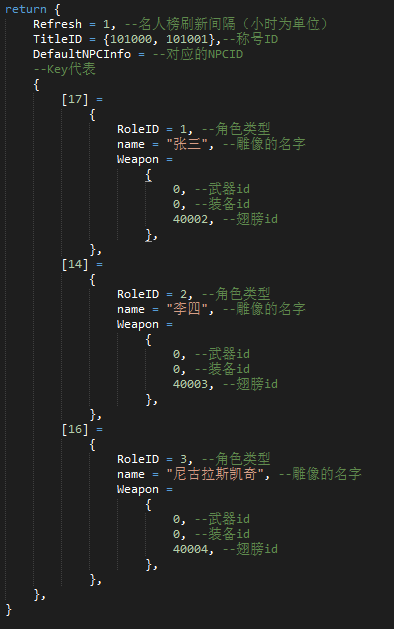 return {
    Refresh = 1, --名人榜刷新间隔（小时为单位）
    TitleID = {101000, 101001},--称号ID
    DefaultNPCInfo = --对应的NPCID
    --Key代表
    {
        [17] =
            {
                RoleID = 1, --角色类型
                name = "张三", --雕像的名字
                Weapon =
                    {
                        0, --武器id
                        0, --装备id
                        40002, --翅膀id
                    },
            },
        [14] =
            {
                RoleID = 2, --角色类型
                name = "李四", --雕像的名字
                Weapon =
                    {
                        0, --武器id
                        0, --装备id
                        40003, --翅膀id
                    },
            },
        [16] =
            {
                RoleID = 3, --角色类型
                name = "尼古拉斯凯奇", --雕像的名字
                Weapon =
                    {
                        0, --武器id
                        0, --装备id
                        40004, --翅膀id
                    },
            },
    },
}